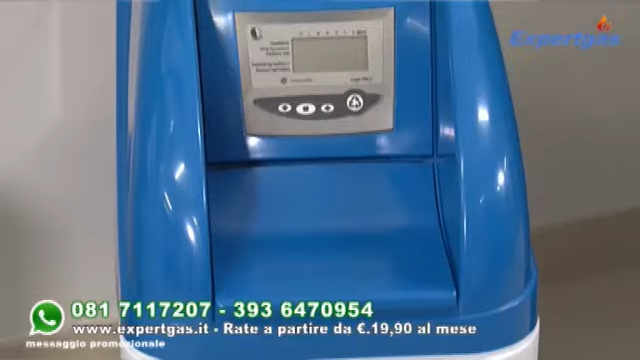 Expertgas
081 7117207 - 393 6470954
www.expertgas.it - Rate a partire da €.19,90 al mese
messaggio promozionale